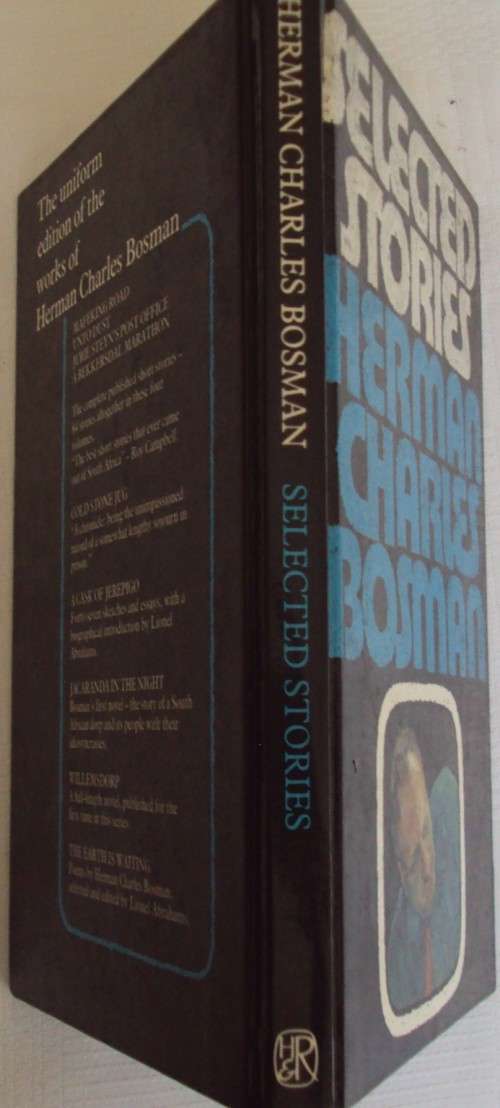 The uniform
edition of the
works of
Herman Charles Bosman
MAFEKING ROAD
UNTO DUST
JURIE STEYN'S POST OFFICE
A BEKKERSDAL MARATHON
The complete published short stories –
64 stories altogether in these four
volumes.
"The best short stories that ever came
out of South Africa" – Roy Campbell.
COLD STONE JUG
"A chronicle: being the unimpassioned
record of a somewhat lengthy sojourn in
prison."
A CASK OF JEREPIGO
Forty-seven sketches and essays, with a
biographical introduction by Lionel
Abrahams.
JACARANDA IN THE NIGHT
Bosman's first novel – the story of a South
African dorp and its people with their
idiosyncrasies.
WILLEMSDORP
A full-length novel, published for the
first time in this series.
THE EARTH IS WAITING
Poems by Herman Charles Bosman,
selected and edited by Lionel Abrahams.
HERMAN CHARLES BOSMAN SELECTED STORIES
H&R
SELECTED
STORIES
HERMAN
CHARLES
BOSMAN